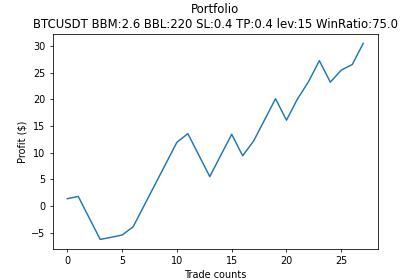 Portfolio
BTCUSDT BBM:2.6 BBL:220 SL:0.4 TP:0.4 lev:15 WinRatio:75.0
30
25
20
15
10
5
0
−5
Profit ($)
0 5 10 15 20 25
Trade counts